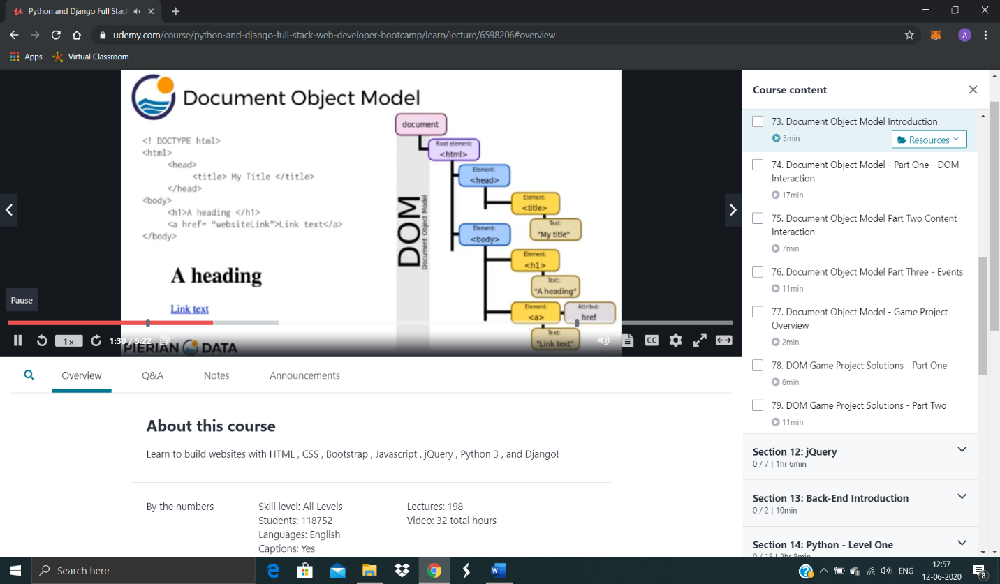 Python and Django Full Stac
udemy.com/course/python-and-django-full-stack-web-developer-bootcamp/learn/lecture/6598206#overview
A
Apps
Virtual Classroom
Document Object Model
<! DOCTYPE html>
<html>
<head>
<title> My Title </title>
</head>
<body>
<h1>A heading </h1>
<a href= “websiteLink”>Link text</a>
</body>
A heading
Link text
DOM
Document Object Model
document
Root element:
<html>
Element:
<head>
Element:
<title>
Text:
"My title"
Element:
<body>
Element:
<h1>
Text:
"A heading"
Element:
<a>
Attribut:
href
Text:
"Link text"
Pause
1x
1:30 / 5:22
PIERIAN DATA
CC
Course content
73. Document Object Model Introduction
5min
Resources
74. Document Object Model - Part One - DOM
Interaction
17min
75. Document Object Model Part Two Content
Interaction
7min
76. Document Object Model Part Three - Events
11min
77. Document Object Model - Game Project
Overview
2min
78. DOM Game Project Solutions - Part One
8min
79. DOM Game Project Solutions - Part Two
11min
Section 12: jQuery
0 / 7 | 1hr 6min
Section 13: Back-End Introduction
0 / 2 | 10min
Section 14: Python - Level One
0 / 15 | 2hr 8min
Overview
Q&A
Notes
Announcements
About this course
Learn to build websites with HTML , CSS , Bootstrap , Javascript , jQuery , Python 3 , and Django!
By the numbers
Skill level: All Levels
Students: 118752
Languages: English
Captions: Yes
Lectures: 198
Video: 32 total hours
Search here
W
ENG
12:57
12-06-2020
8